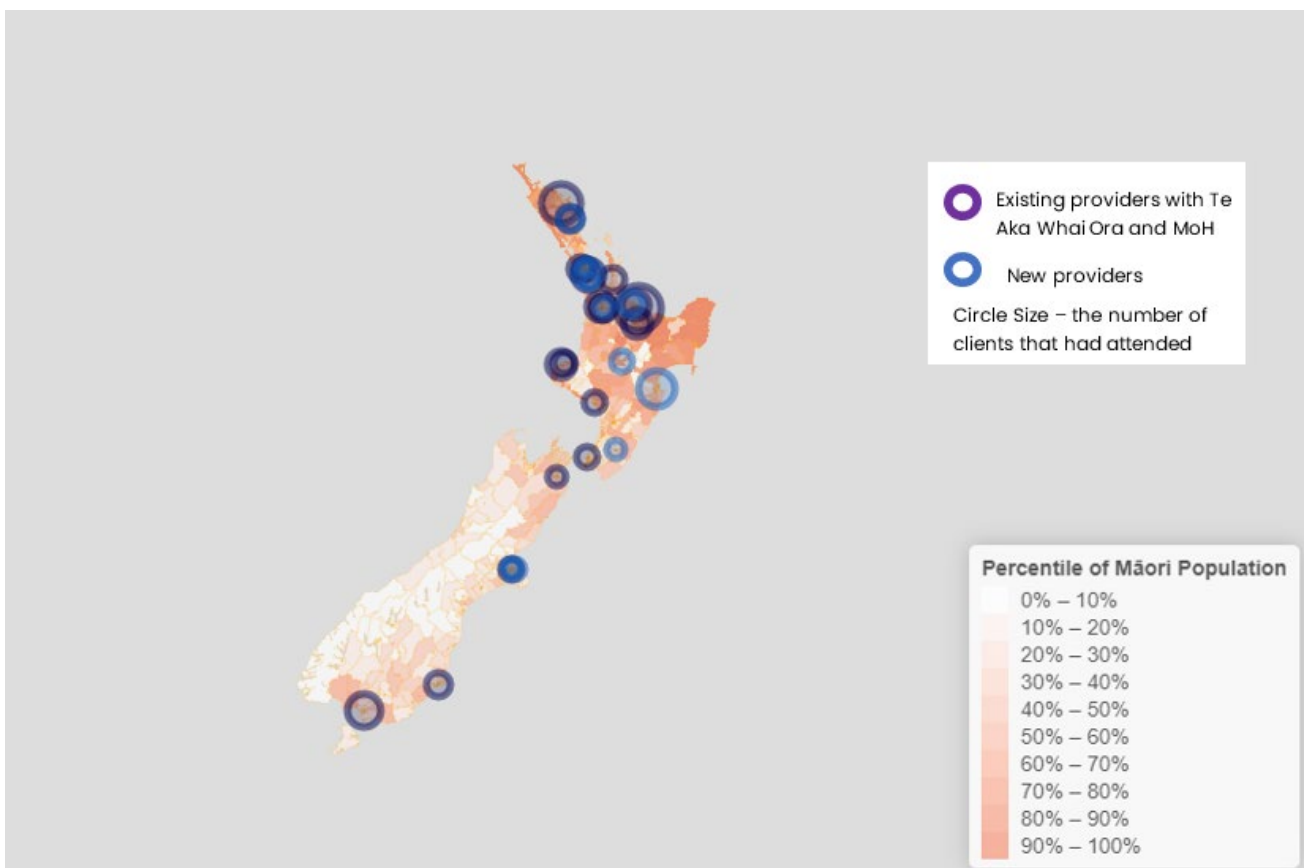 Existing providers with Te
Aka Whai Ora and MoH
New providers
Circle Size – the number of
clients that had attended
Percentile of Māori Population
0% – 10%
10% – 20%
20% – 30%
30% – 40%
40% – 50%
50% – 60%
60% – 70%
70% – 80%
80% – 90%
90% – 100%